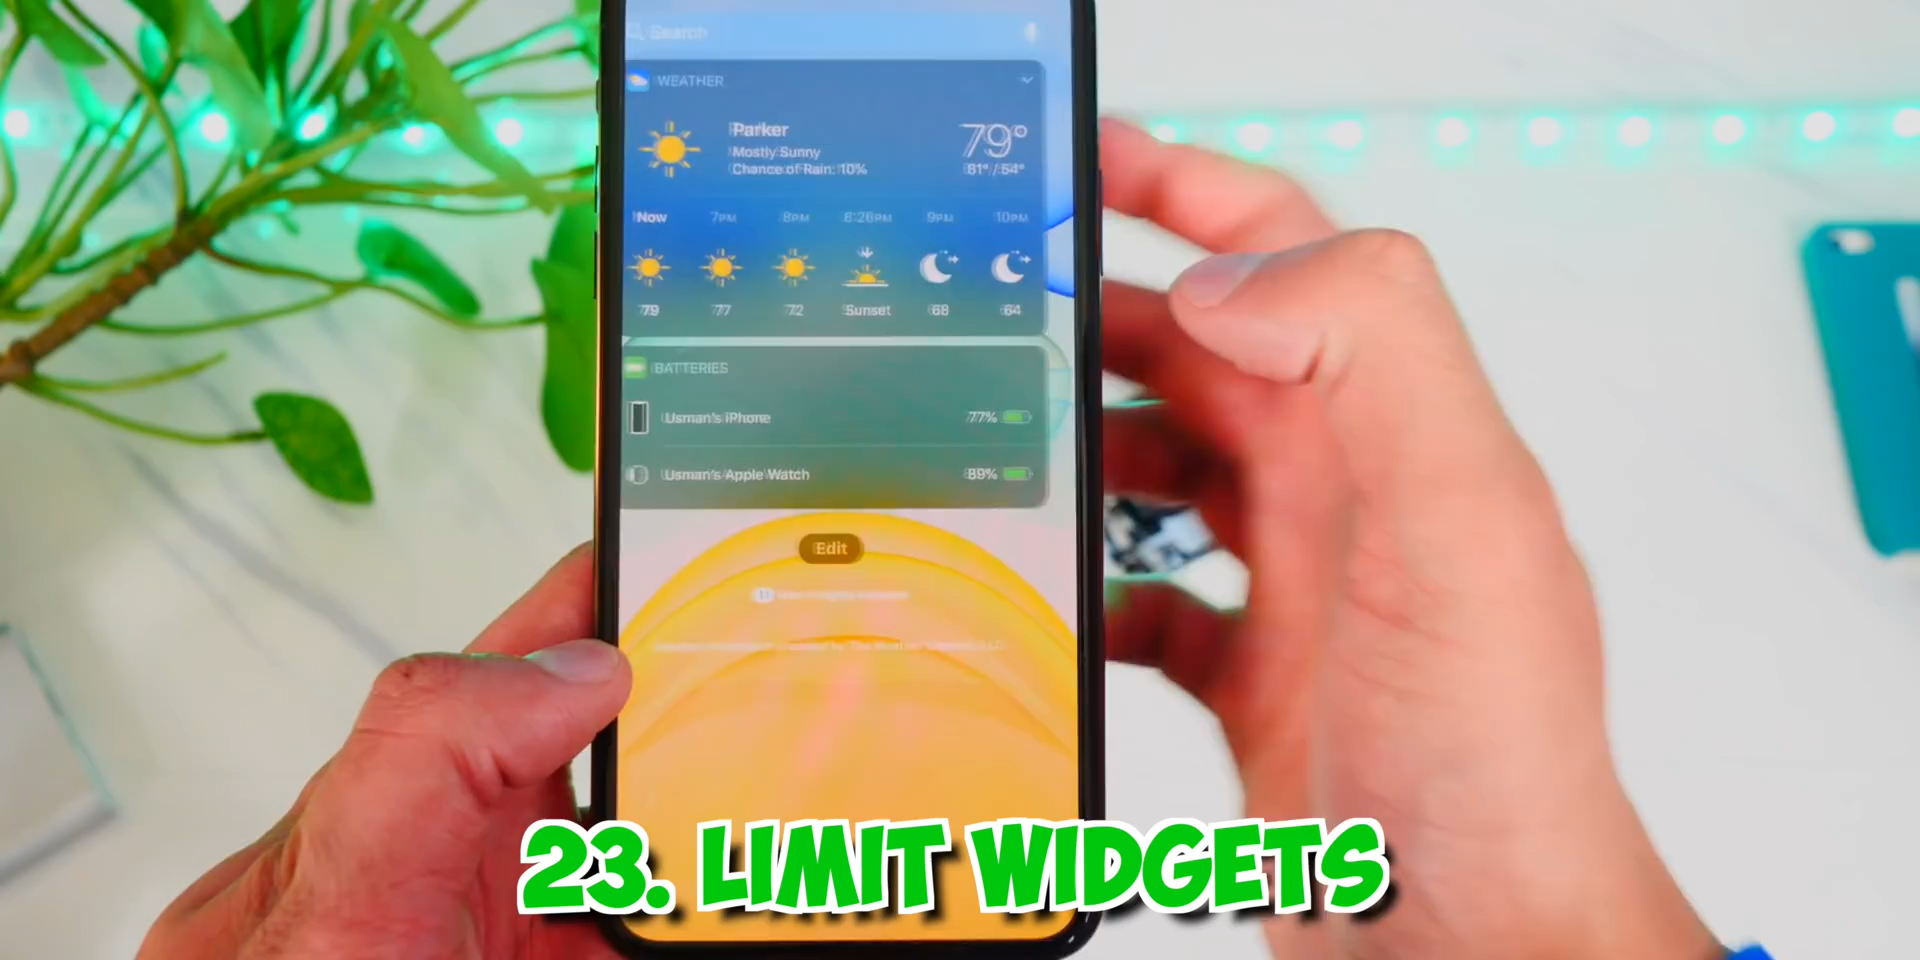 Search
WEATHER
Parker
79°
Mostly Sunny
Chance of Rain: 10%
81° / 54°
Now 7PM 8PM 8:26PM 9PM 10PM
79 77 72 Sunset 68 64
BATTERIES
Usman's iPhone 77%
Usman's Apple Watch 89%
Edit
23. LIMIT WIDGETS